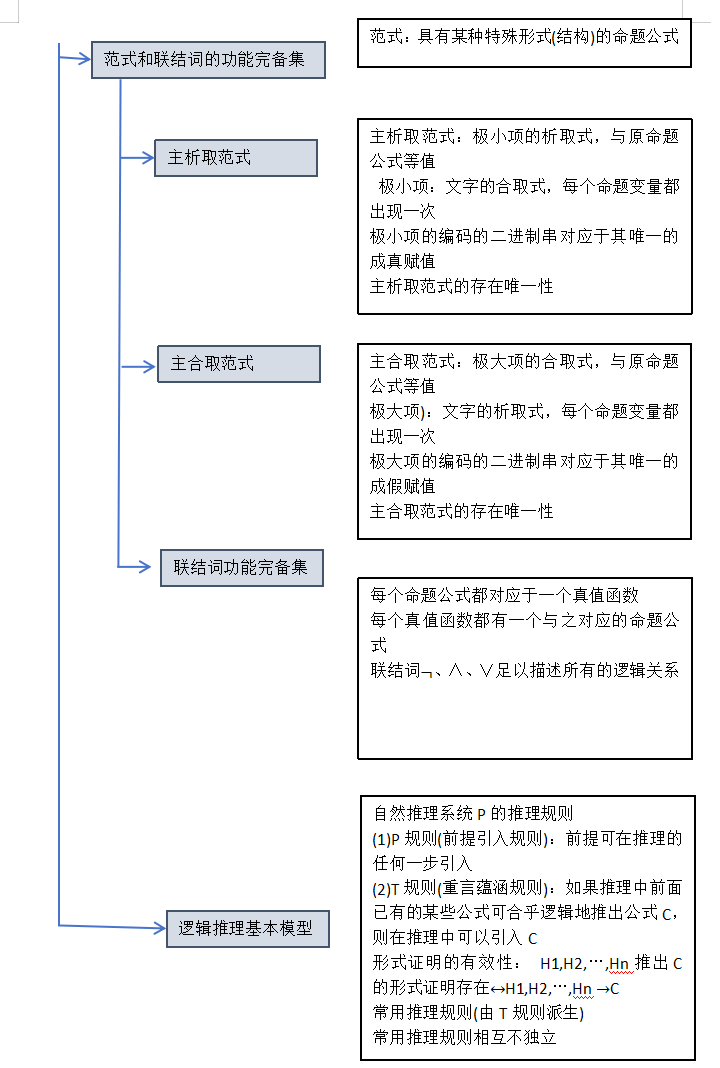 范式和联结词的功能完备集
范式：具有某种特殊形式(结构)的命题公式
主析取范式
主析取范式：极小项的析取式，与原命题
公式等值
极小项：文字的合取式，每个命题变量都
出现一次
极小项的编码的二进制串对应于其唯一的
成真赋值
主析取范式的存在唯一性
主合取范式
主合取范式：极大项的合取式，与原命题
公式等值
极大项)：文字的析取式，每个命题变量都
出现一次
极大项的编码的二进制串对应于其唯一的
成假赋值
主合取范式的存在唯一性
联结词功能完备集
每个命题公式都对应于一个真值函数
每个真值函数都有一个与之对应的命题公
式
联结词¬、∧、∨足以描述所有的逻辑关系
逻辑推理基本模型
自然推理系统 P 的推理规则
(1)P 规则(前提引入规则)：前提可在推理的
任何一步引入
(2)T 规则(重言蕴涵规则)：如果推理中前面
已有的某些公式可合乎逻辑地推出公式 C，
则在推理中可以引入 C
形式证明的有效性： H1,H2,…,Hn 推出 C
的形式证明存在↔H1,H2,…,Hn →C
常用推理规则(由 T 规则派生)
常用推理规则相互不独立